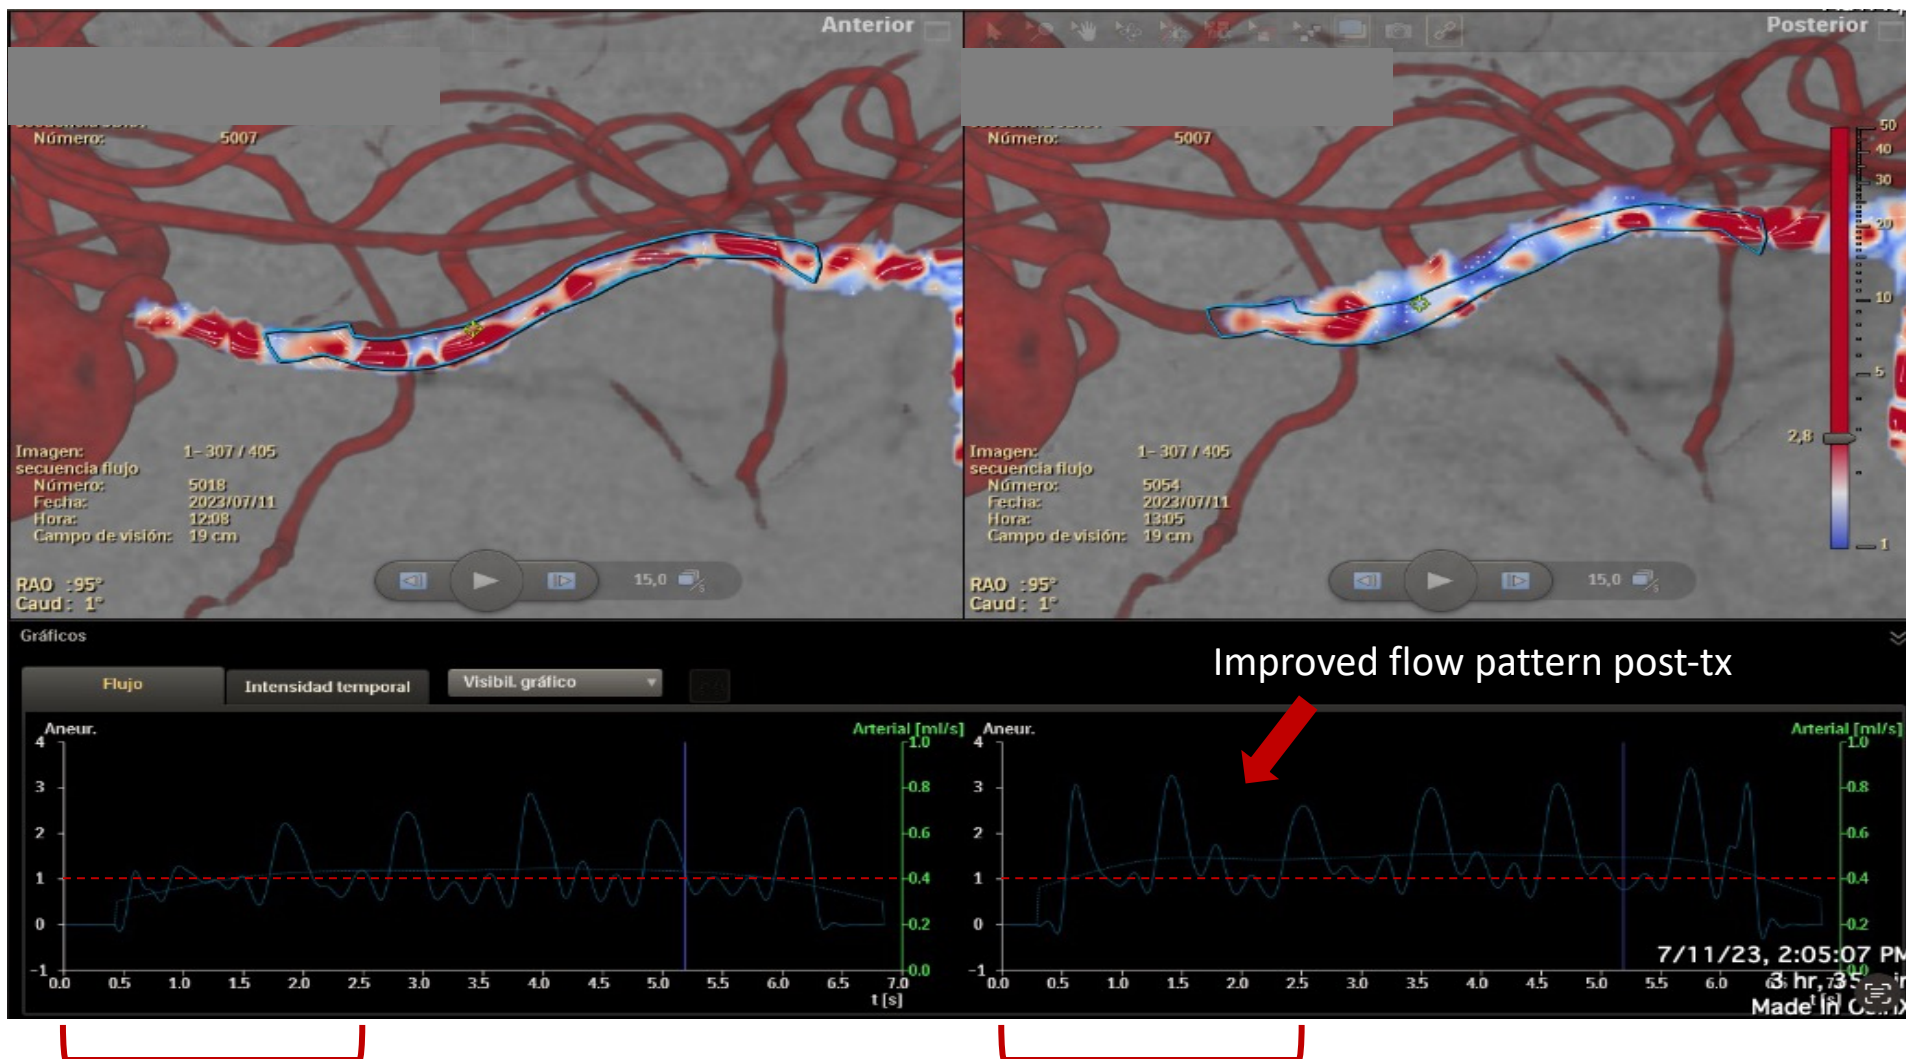 Anterior
Número: 5007
Imagen: 1- 307 / 405
secuencia flujo
Número: 5018
Fecha: 2023/07/11
Hora: 12:08
Campo de visión: 19 cm
RAO : 95°
Caud : 1°
15,0
Posterior
Número: 5007
50
40
30
20
10
5
2,8
1
Imagen: 1- 307 / 405
secuencia flujo
Número: 5054
Fecha: 2023/07/11
Hora: 13:05
Campo de visión: 19 cm
RAO : 95°
Caud : 1°
15,0
Gráficos
Flujo Intensidad temporal Visibil. gráfico
Improved flow pattern post-tx
Aneur. Arterial [ml/s]
4 1.0
3 0.8
2 0.6
1 0.4
0 0.2
-1 0.0
0.0 0.5 1.0 1.5 2.0 2.5 3.0 3.5 4.0 4.5 5.0 5.5 6.0 6.5 7.0
t [s]
Aneur. Arterial [ml/s]
4 1.0
3 0.8
2 0.6
1 0.4
0 0.2
-1
0.0 0.5 1.0 1.5 2.0 2.5 3.0 3.5 4.0 4.5 5.0 5.5 6.0
7/11/23, 2:05:07 PM
3 hr, 35
Made In